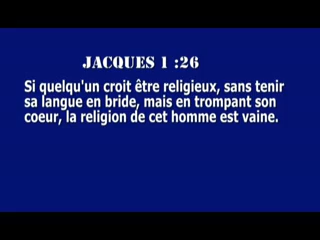 JACQUES 1 :26
Si quelqu'un croit être religieux, sans tenir
sa langue en bride, mais en trompant son
coeur, la religion de cet homme est vaine.